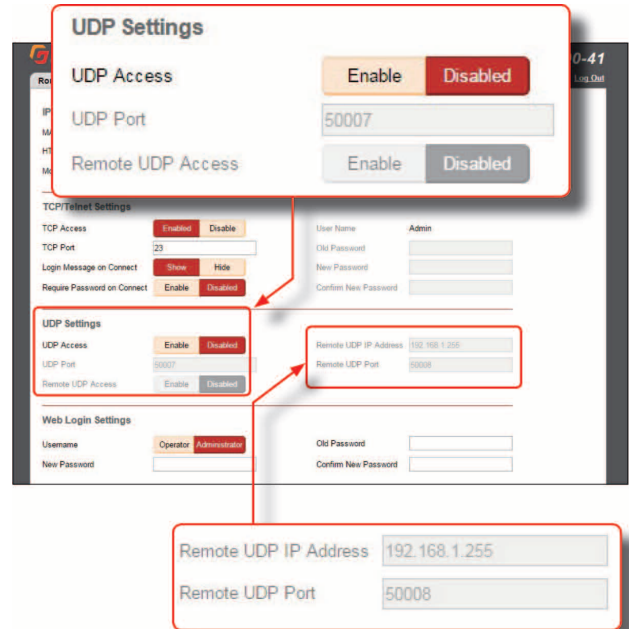 UDP Settings
UDP Access Enable Disabled
UDP Port 50007
Remote UDP Access Enable Disabled
0-41
Log Out
TCP/Telnet Settings
TCP Access Enabled Disable User Name Admin
TCP Port 23 Old Password
Login Message on Connect Show Hide New Password
Require Password on Connect Enable Disabled Confirm New Password
UDP Settings
UDP Access Enable Disabled Remote UDP IP Address 192.168.1.255
UDP Port 50007 Remote UDP Port 50008
Remote UDP Access Enable Disabled
Web Login Settings
Username Operator Administrator Old Password
New Password Confirm New Password
Remote UDP IP Address 192.168.1.255
Remote UDP Port 50008